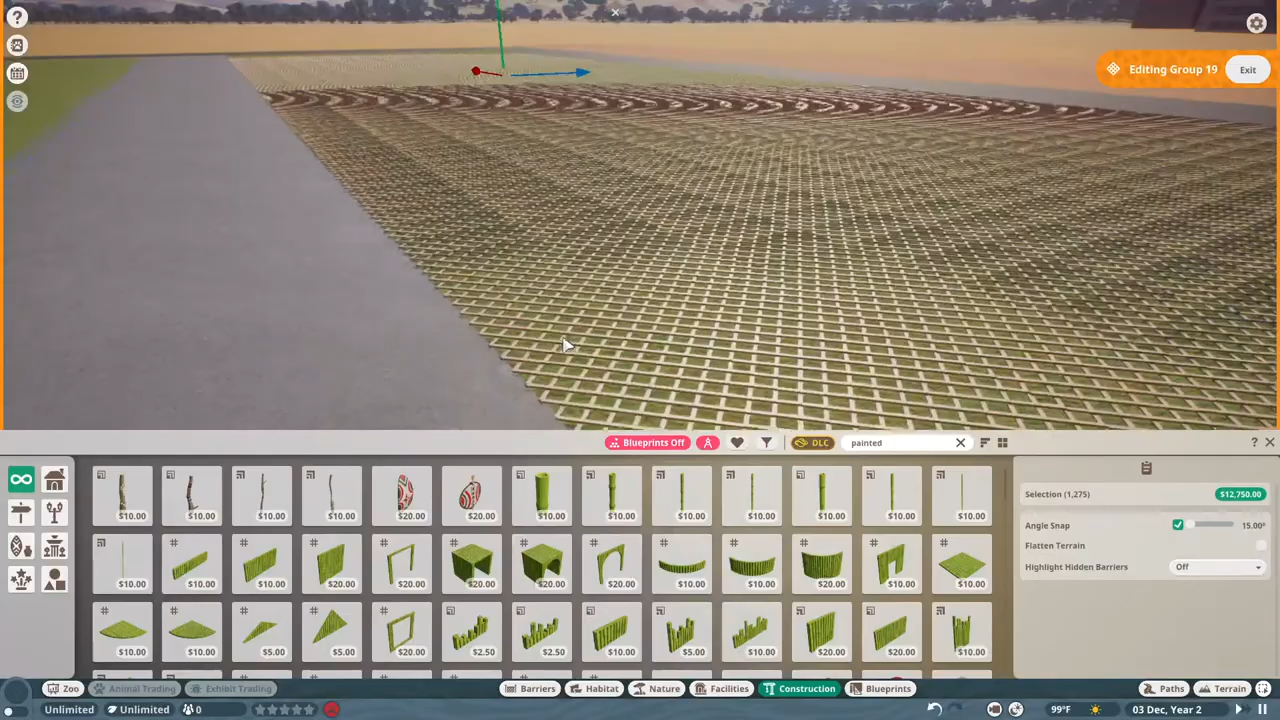 ?
Editing Group 19
Exit
Blueprints Off
DLC
painted
?
$10.00 $10.00 $10.00 $10.00 $20.00 $20.00 $10.00 $10.00 $10.00 $10.00 $10.00 $10.00 $10.00
$10.00 $10.00 $10.00 $20.00 $20.00 $20.00 $20.00 $20.00 $10.00 $10.00 $20.00 $10.00 $10.00
$10.00 $10.00 $5.00 $5.00 $20.00 $2.50 $2.50 $10.00 $5.00 $10.00 $20.00 $20.00 $10.00
Selection (1,275)
$12,750.00
Angle Snap
15.00°
Flatten Terrain
Highlight Hidden Barriers
Off
Zoo
Animal Trading
Exhibit Trading
Barriers
Habitat
Nature
Facilities
Construction
Blueprints
Paths
Terrain
Unlimited
Unlimited
0
99°F
03 Dec, Year 2